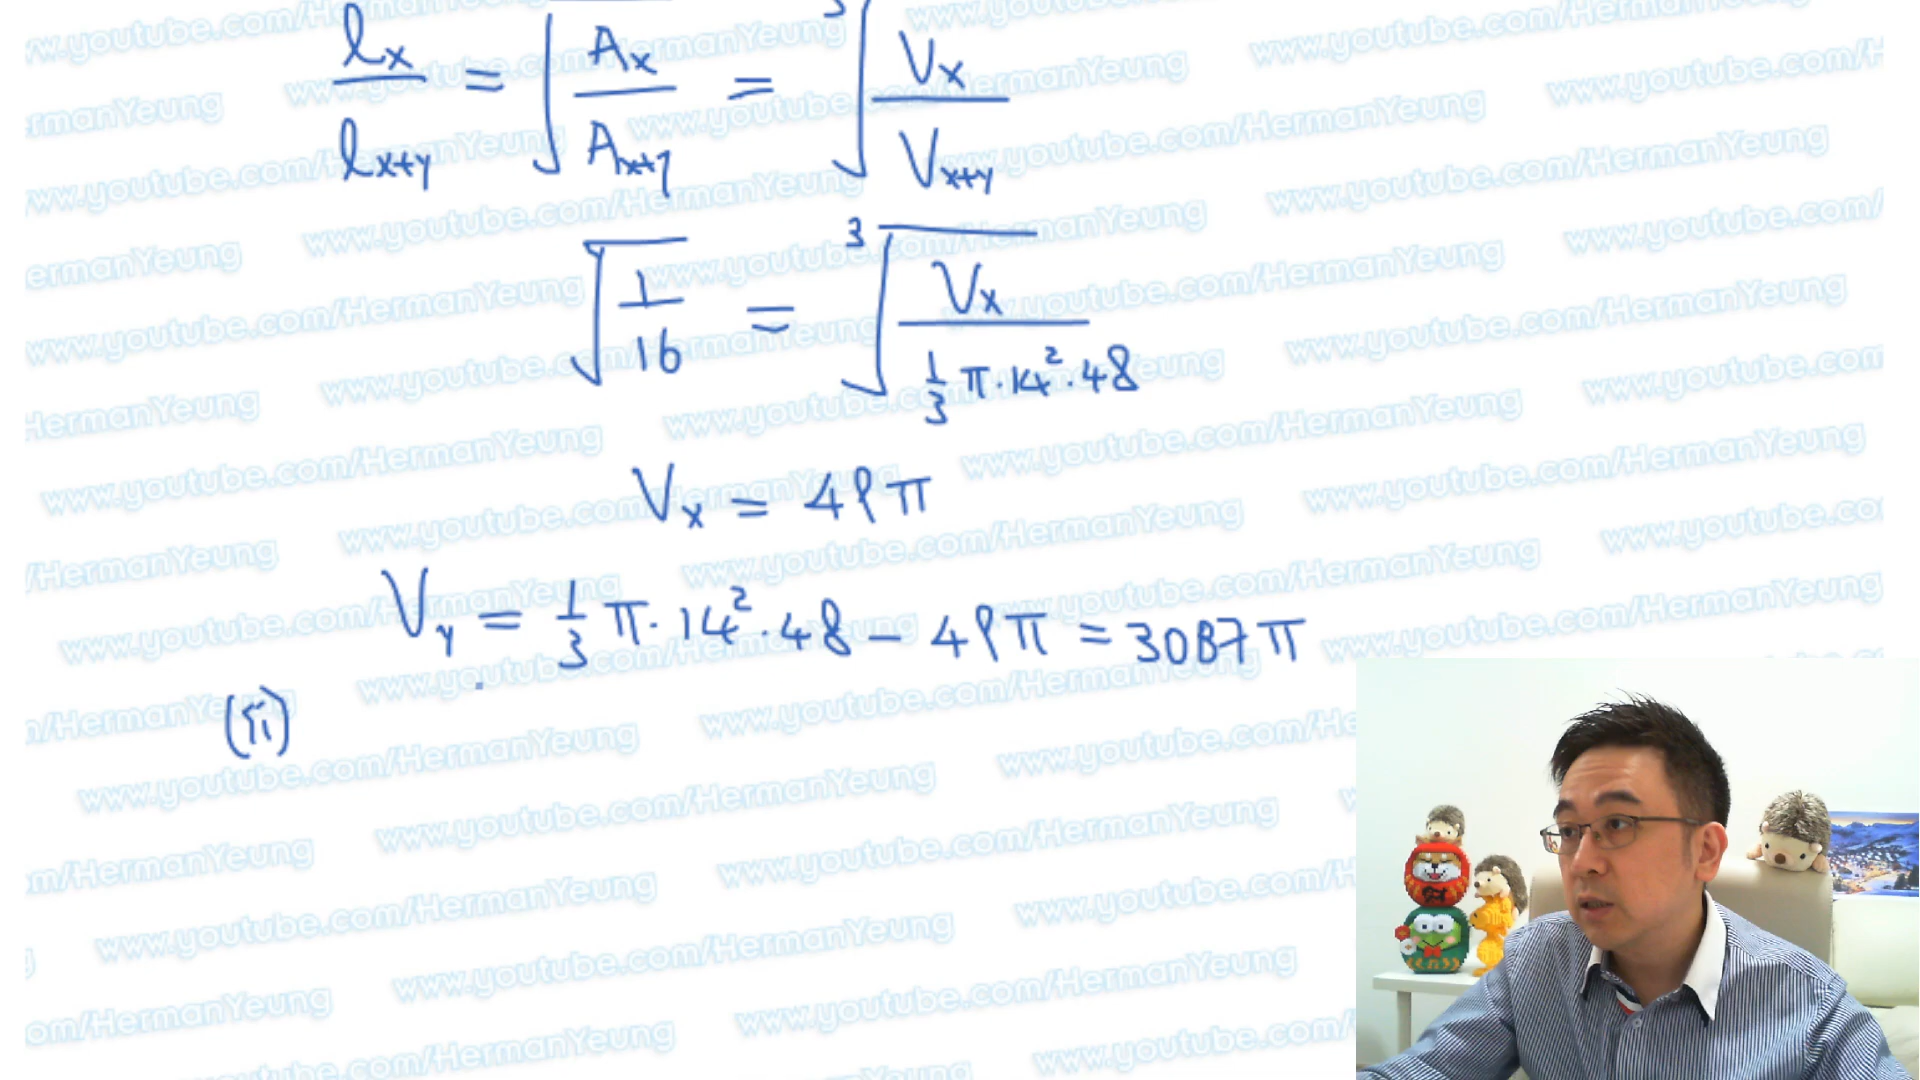 lx / lx+y = √(Ax / Ax+y) = ³√(Vx / Vx+y)
√(1 / 16) = ³√(Vx / (1/3 π · 14² · 48))
Vx = 49π
Vy = 1/3 π · 14² · 48 − 49π = 3087π
(ii)
www.youtube.com/HermanYeung